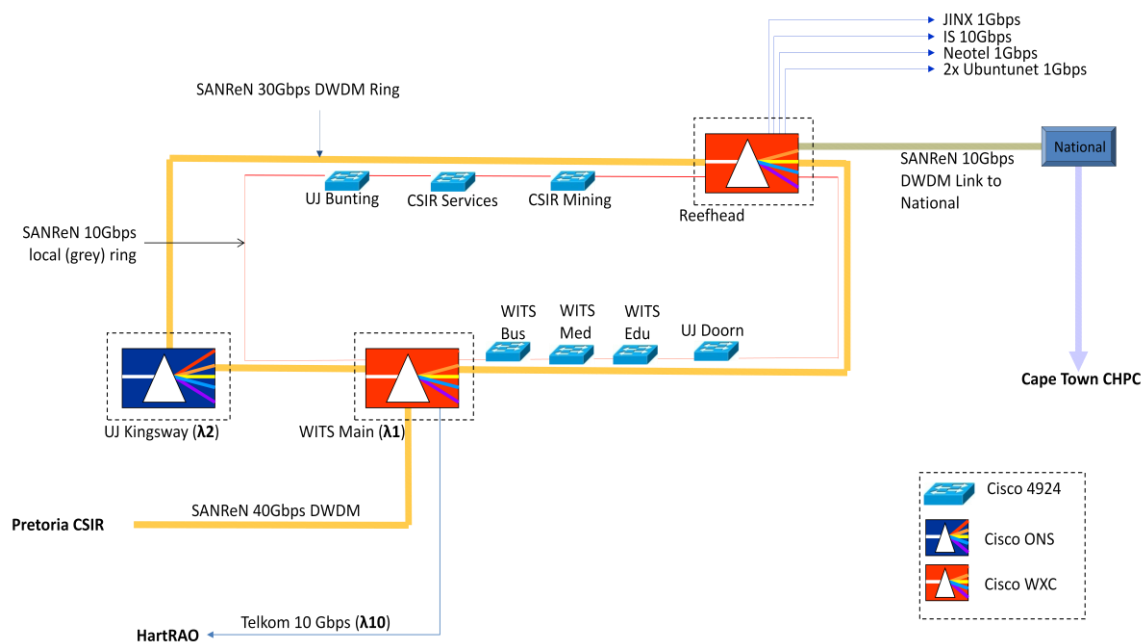 JINX 1Gbps
IS 10Gbps
Neotel 1Gbps
2x Ubuntunet 1Gbps
SANReN 30Gbps DWDM Ring
National
SANReN 10Gbps
DWDM Link to
National
UJ Bunting
CSIR Services
CSIR Mining
Reefhead
SANReN 10Gbps
local (grey) ring
WITS
Bus
WITS
Med
WITS
Edu
UJ Doorn
Cape Town CHPC
UJ Kingsway (λ2)
WITS Main (λ1)
Cisco 4924
Pretoria CSIR
SANReN 40Gbps DWDM
Cisco ONS
Cisco WXC
Telkom 10 Gbps (λ10)
HartRAO